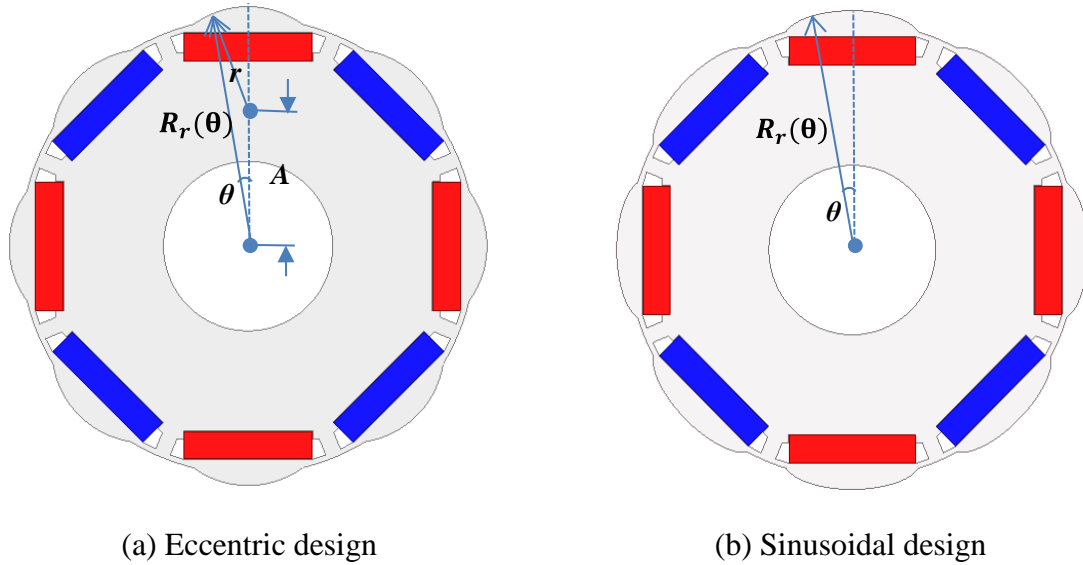 r
R_r(θ)
A
θ
R_r(θ)
θ
(a) Eccentric design
(b) Sinusoidal design